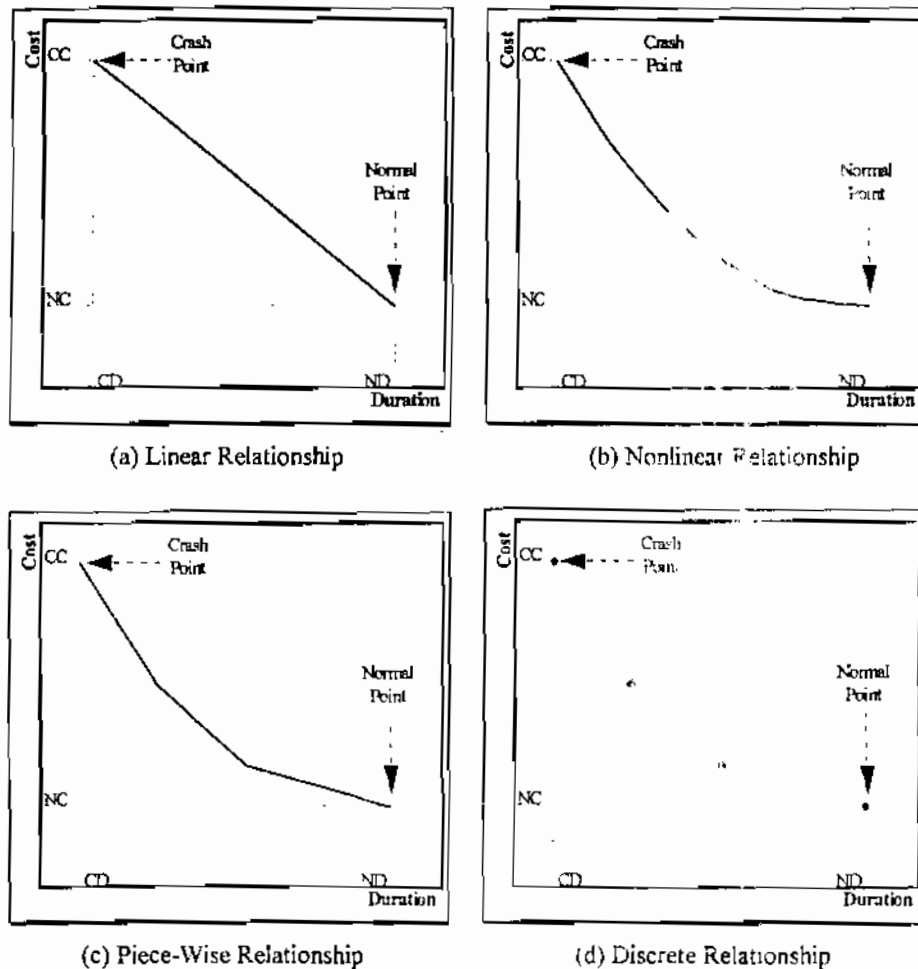 Cost
CC
Crash
Point
Normal
Point
NC
CD
ND
Duration
(a) Linear Relationship
Cost
CC
Crash
Point
Normal
Point
NC
CD
ND
Duration
(b) Nonlinear Relationship
Cost
CC
Crash
Point
Normal
Point
NC
CD
ND
Duration
(c) Piece-Wise Relationship
Cost
CC
Crash
Point
Normal
Point
NC
CD
ND
Duration
(d) Discrete Relationship